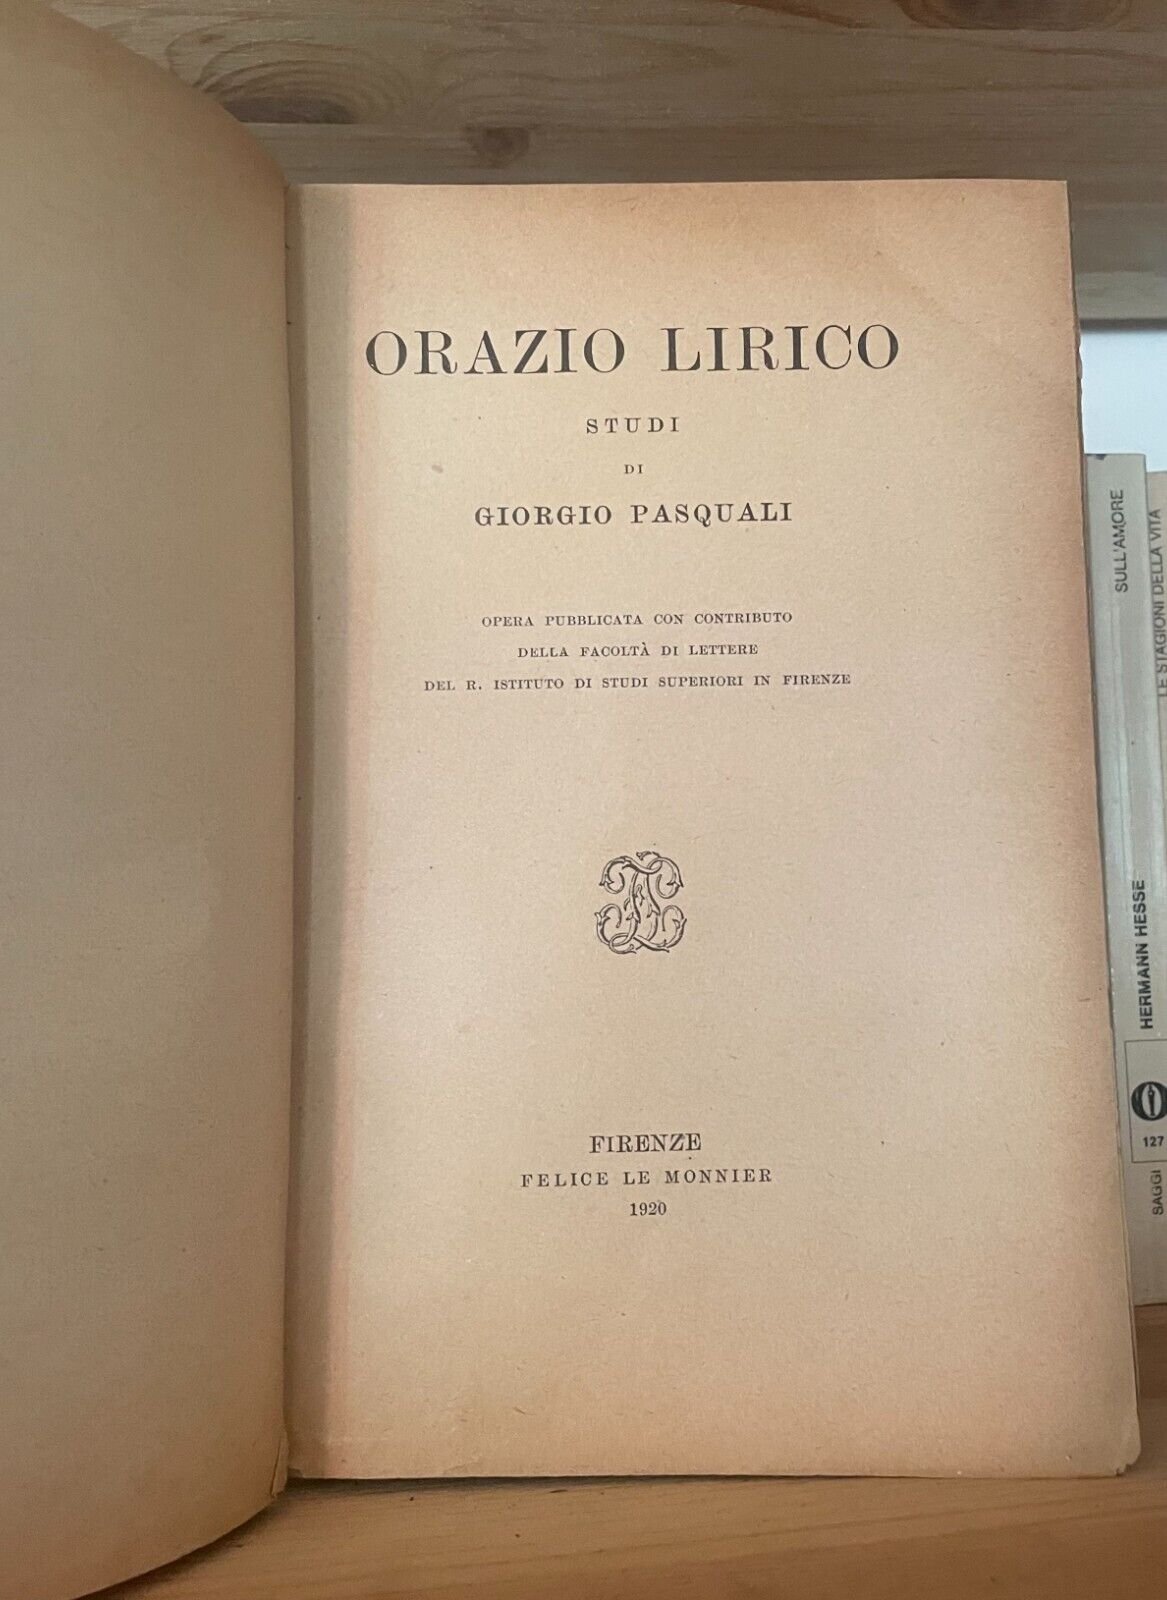 ORAZIO LIRICO
STUDI
DI
GIORGIO PASQUALI
OPERA PUBBLICATA CON CONTRIBUTO
DELLA FACOLTÀ DI LETTERE
DEL R. ISTITUTO DI STUDI SUPERIORI IN FIRENZE
FIRENZE
FELICE LE MONNIER
1920
SULL'AMORE
HERMANN HESSE
127
SAGGI
LE STAGIONI DELLA VITA